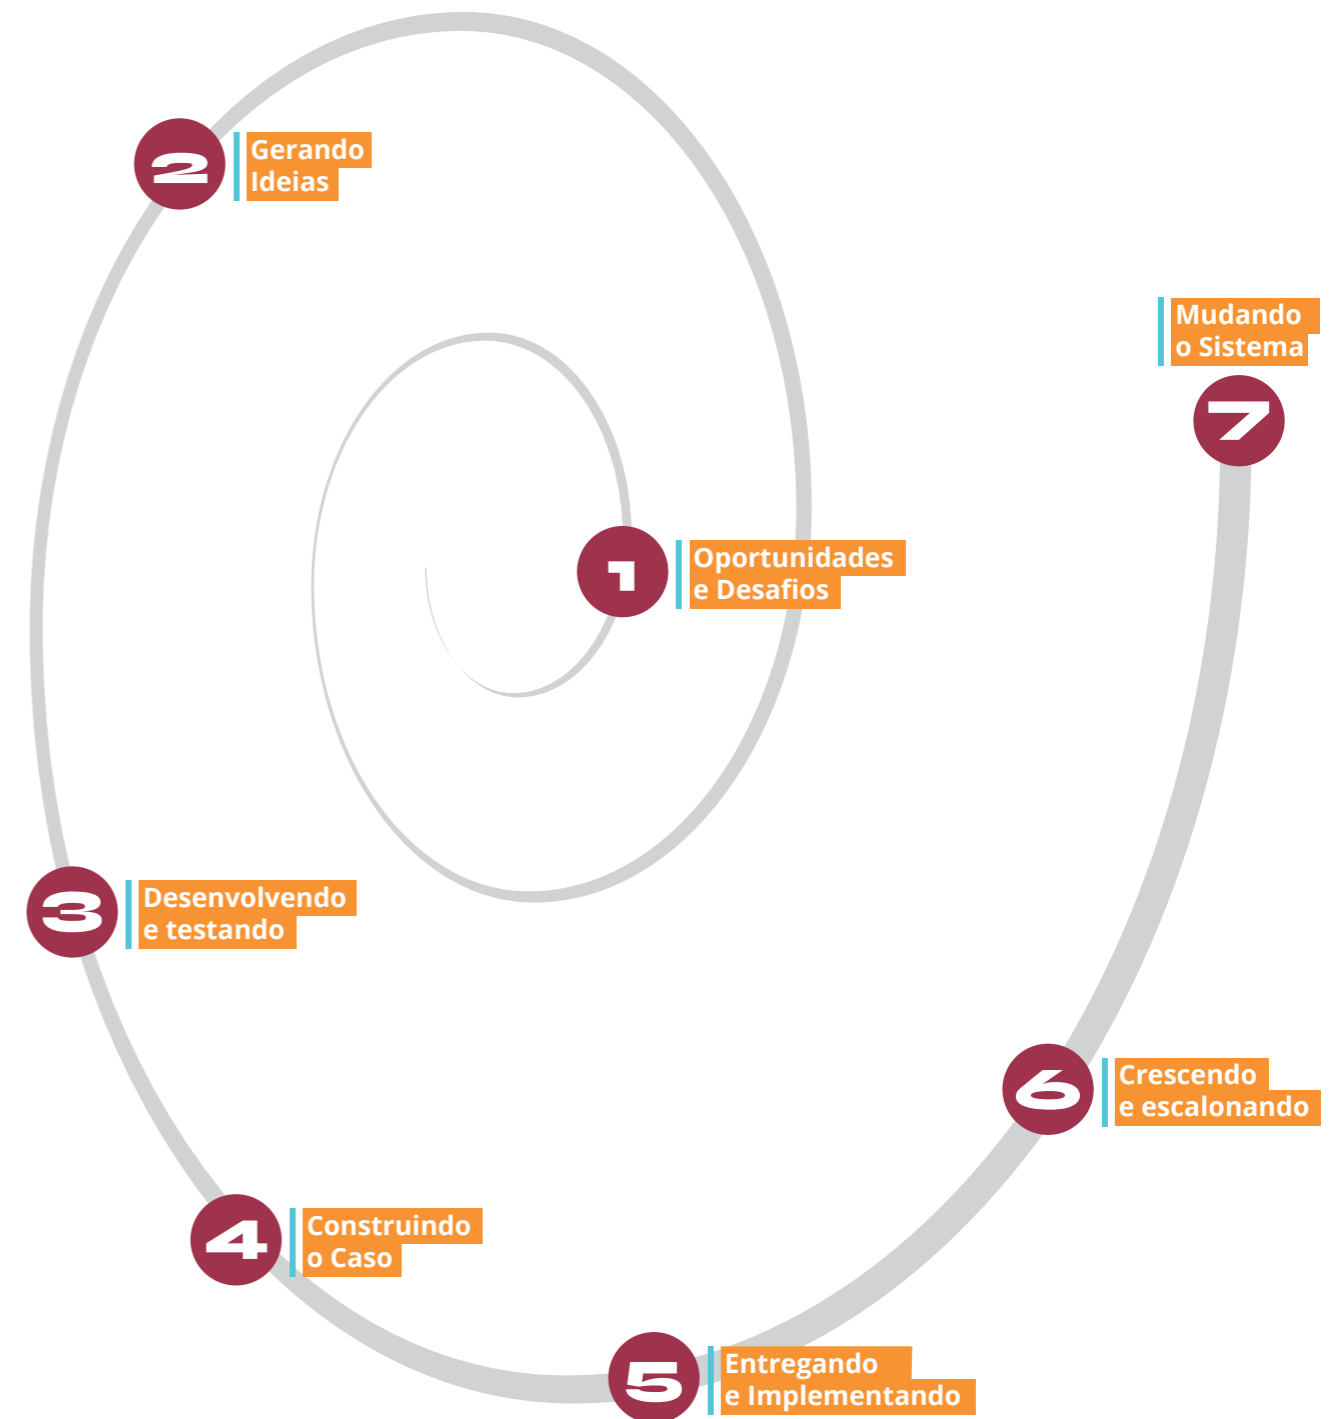 1
Oportunidades
e Desafios
2
Gerando
Ideias
3
Desenvolvendo
e testando
4
Construindo
o Caso
5
Entregando
e Implementando
6
Crescendo
e escalonando
7
Mudando
o Sistema